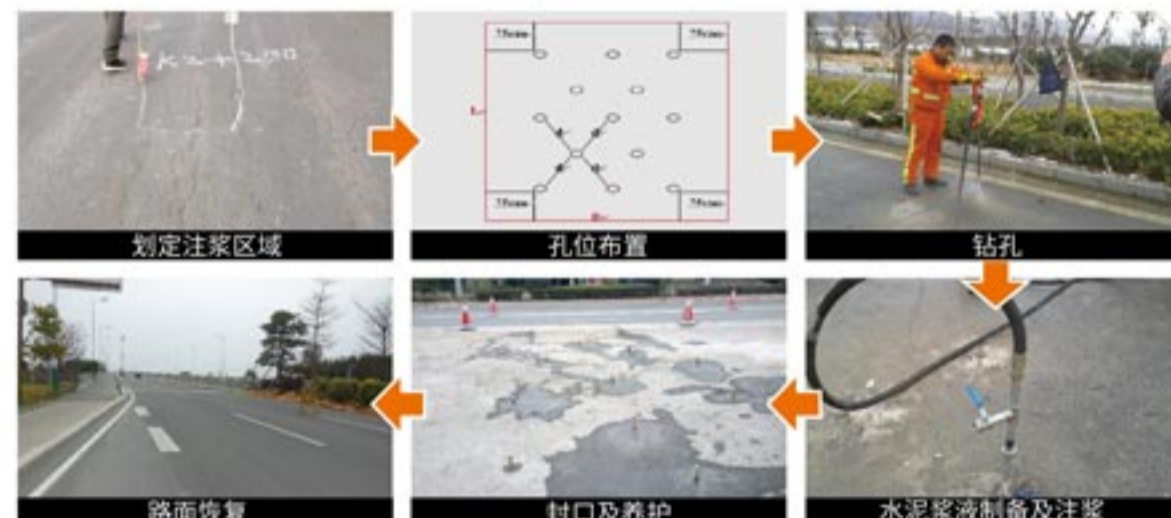 划定注浆区域
孔位布置
钻孔
路面恢复
封口及养护
水泥浆液制备及注浆